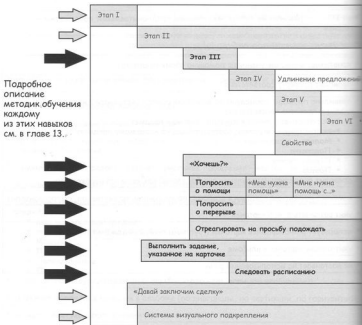 Этап I
Этап II
Этап III
Этап IV
Удлинение предложения
Этап V
Этап VI
Свойства
Подробное
описание
методик обучения
каждому
из этих навыков
см. в главе 13.
«Хочешь?»
Попросить
о помощи
«Мне нужна
помощь»
«Мне нужна
помощь с..»
Попросить
о перерыве
Отреагировать на просьбу подождать
Выполнить задание,
указанное на карточке
Следовать расписанию
«Давай заключим сделку»
Системы визуального подкрепления